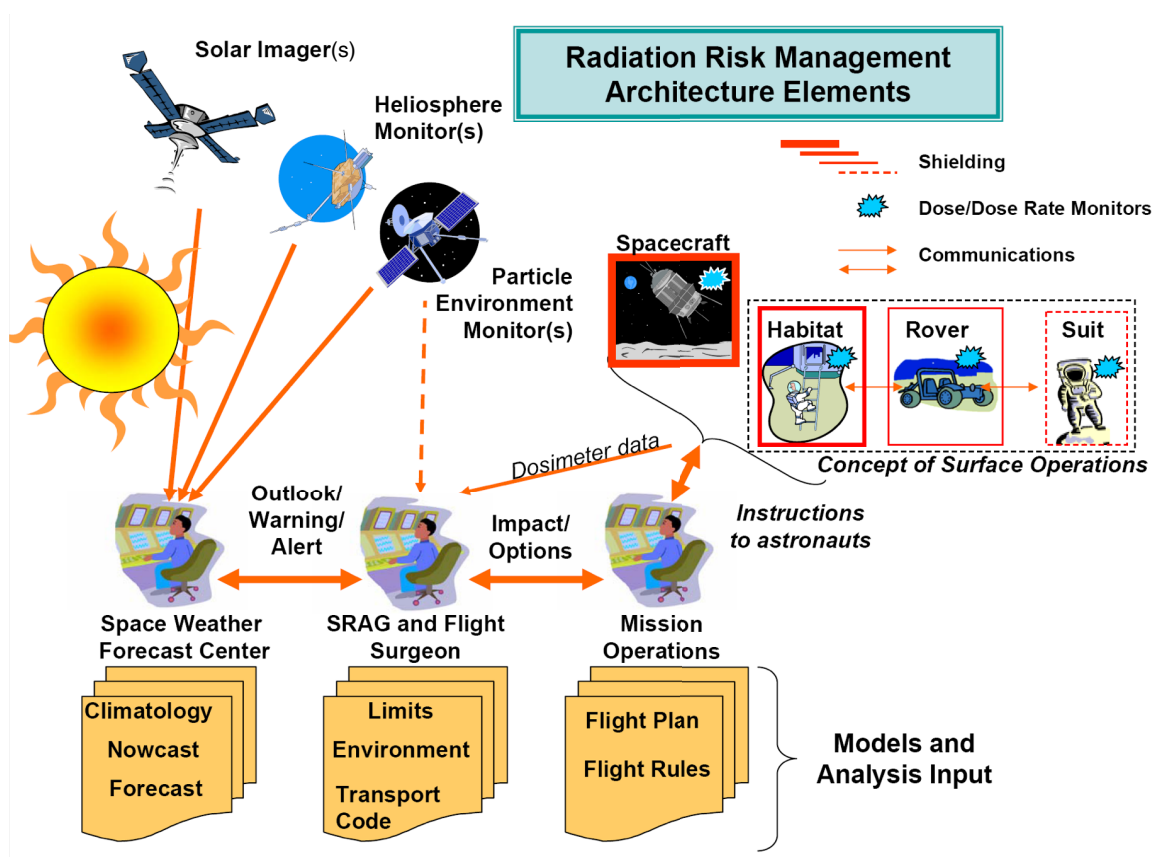 Solar Imager(s)
Radiation Risk Management
Architecture Elements
Heliosphere
Monitor(s)
Shielding
Dose/Dose Rate Monitors
Communications
Spacecraft
Particle
Environment
Monitor(s)
Habitat
Rover
Suit
Concept of Surface Operations
Dosimeter data
Outlook/
Warning/
Alert
Impact/
Options
Instructions
to astronauts
Space Weather
Forecast Center
SRAG and Flight
Surgeon
Mission
Operations
Climatology
Nowcast
Forecast
Limits
Environment
Transport
Code
Flight Plan
Flight Rules
Models and
Analysis Input